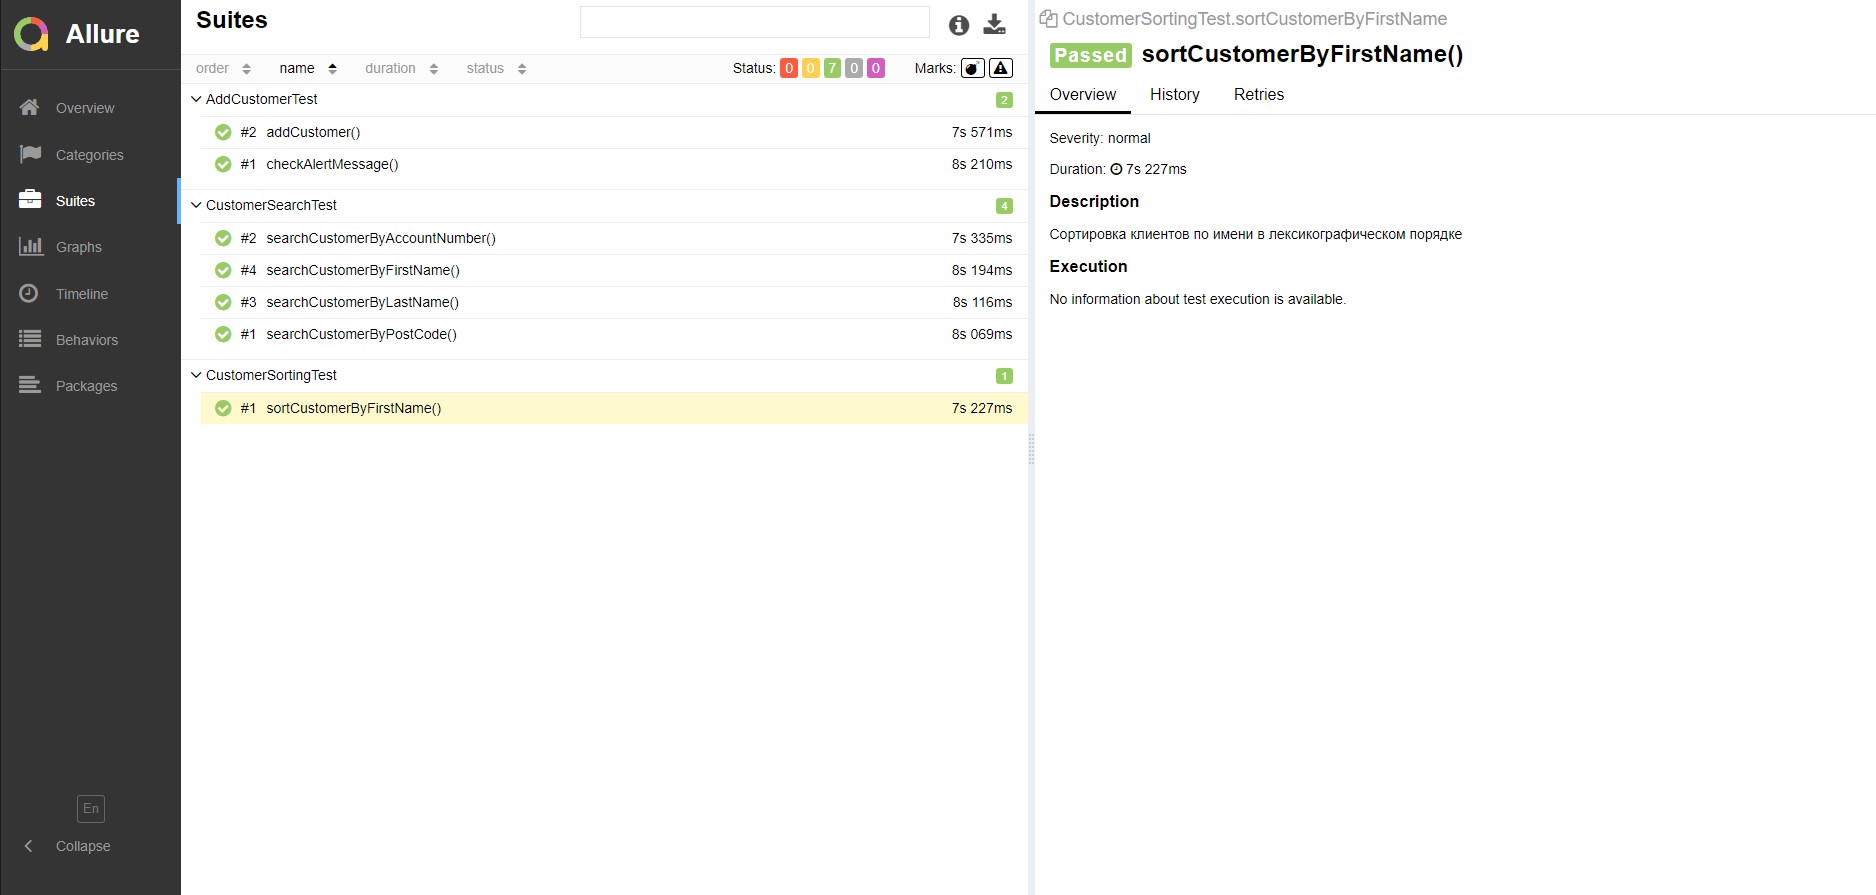 Allure
Overview
Categories
Suites
Graphs
Timeline
Behaviors
Packages
En
Collapse
Suites
order name duration status Status: 0 0 7 0 0 Marks:
AddCustomerTest 2
#2 addCustomer() 7s 571ms
#1 checkAlertMessage() 8s 210ms
CustomerSearchTest 4
#2 searchCustomerByAccountNumber() 7s 335ms
#4 searchCustomerByFirstName() 8s 194ms
#3 searchCustomerByLastName() 8s 116ms
#1 searchCustomerByPostCode() 8s 069ms
CustomerSortingTest 1
#1 sortCustomerByFirstName() 7s 227ms
CustomerSortingTest.sortCustomerByFirstName
Passed sortCustomerByFirstName()
Overview History Retries
Severity: normal
Duration: 7s 227ms
Description
Сортировка клиентов по имени в лексикографическом порядке
Execution
No information about test execution is available.